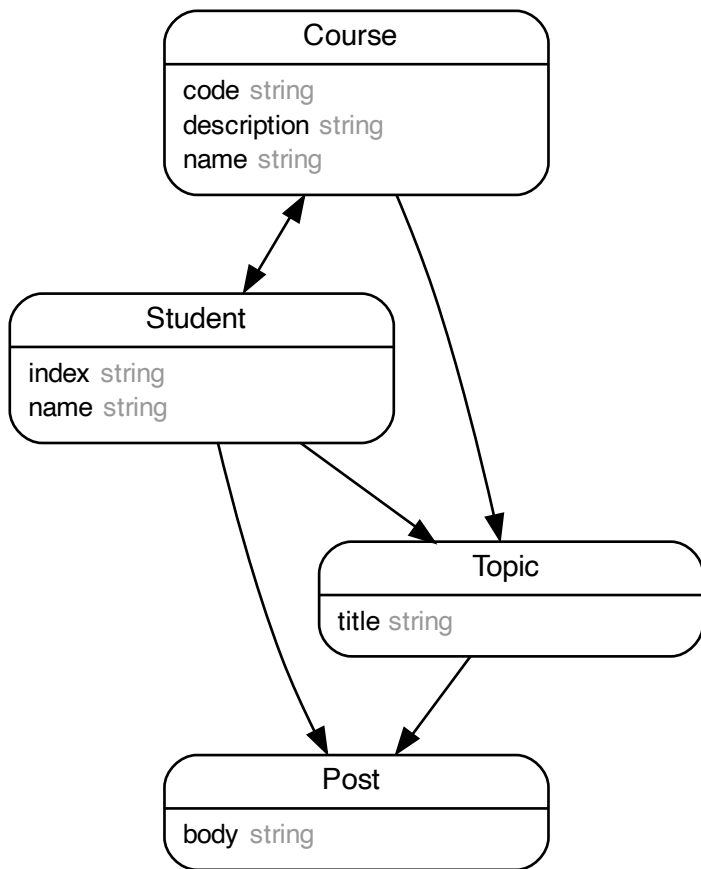 Course
code string
description string
name string
Student
index string
name string
Topic
title string
Post
body string